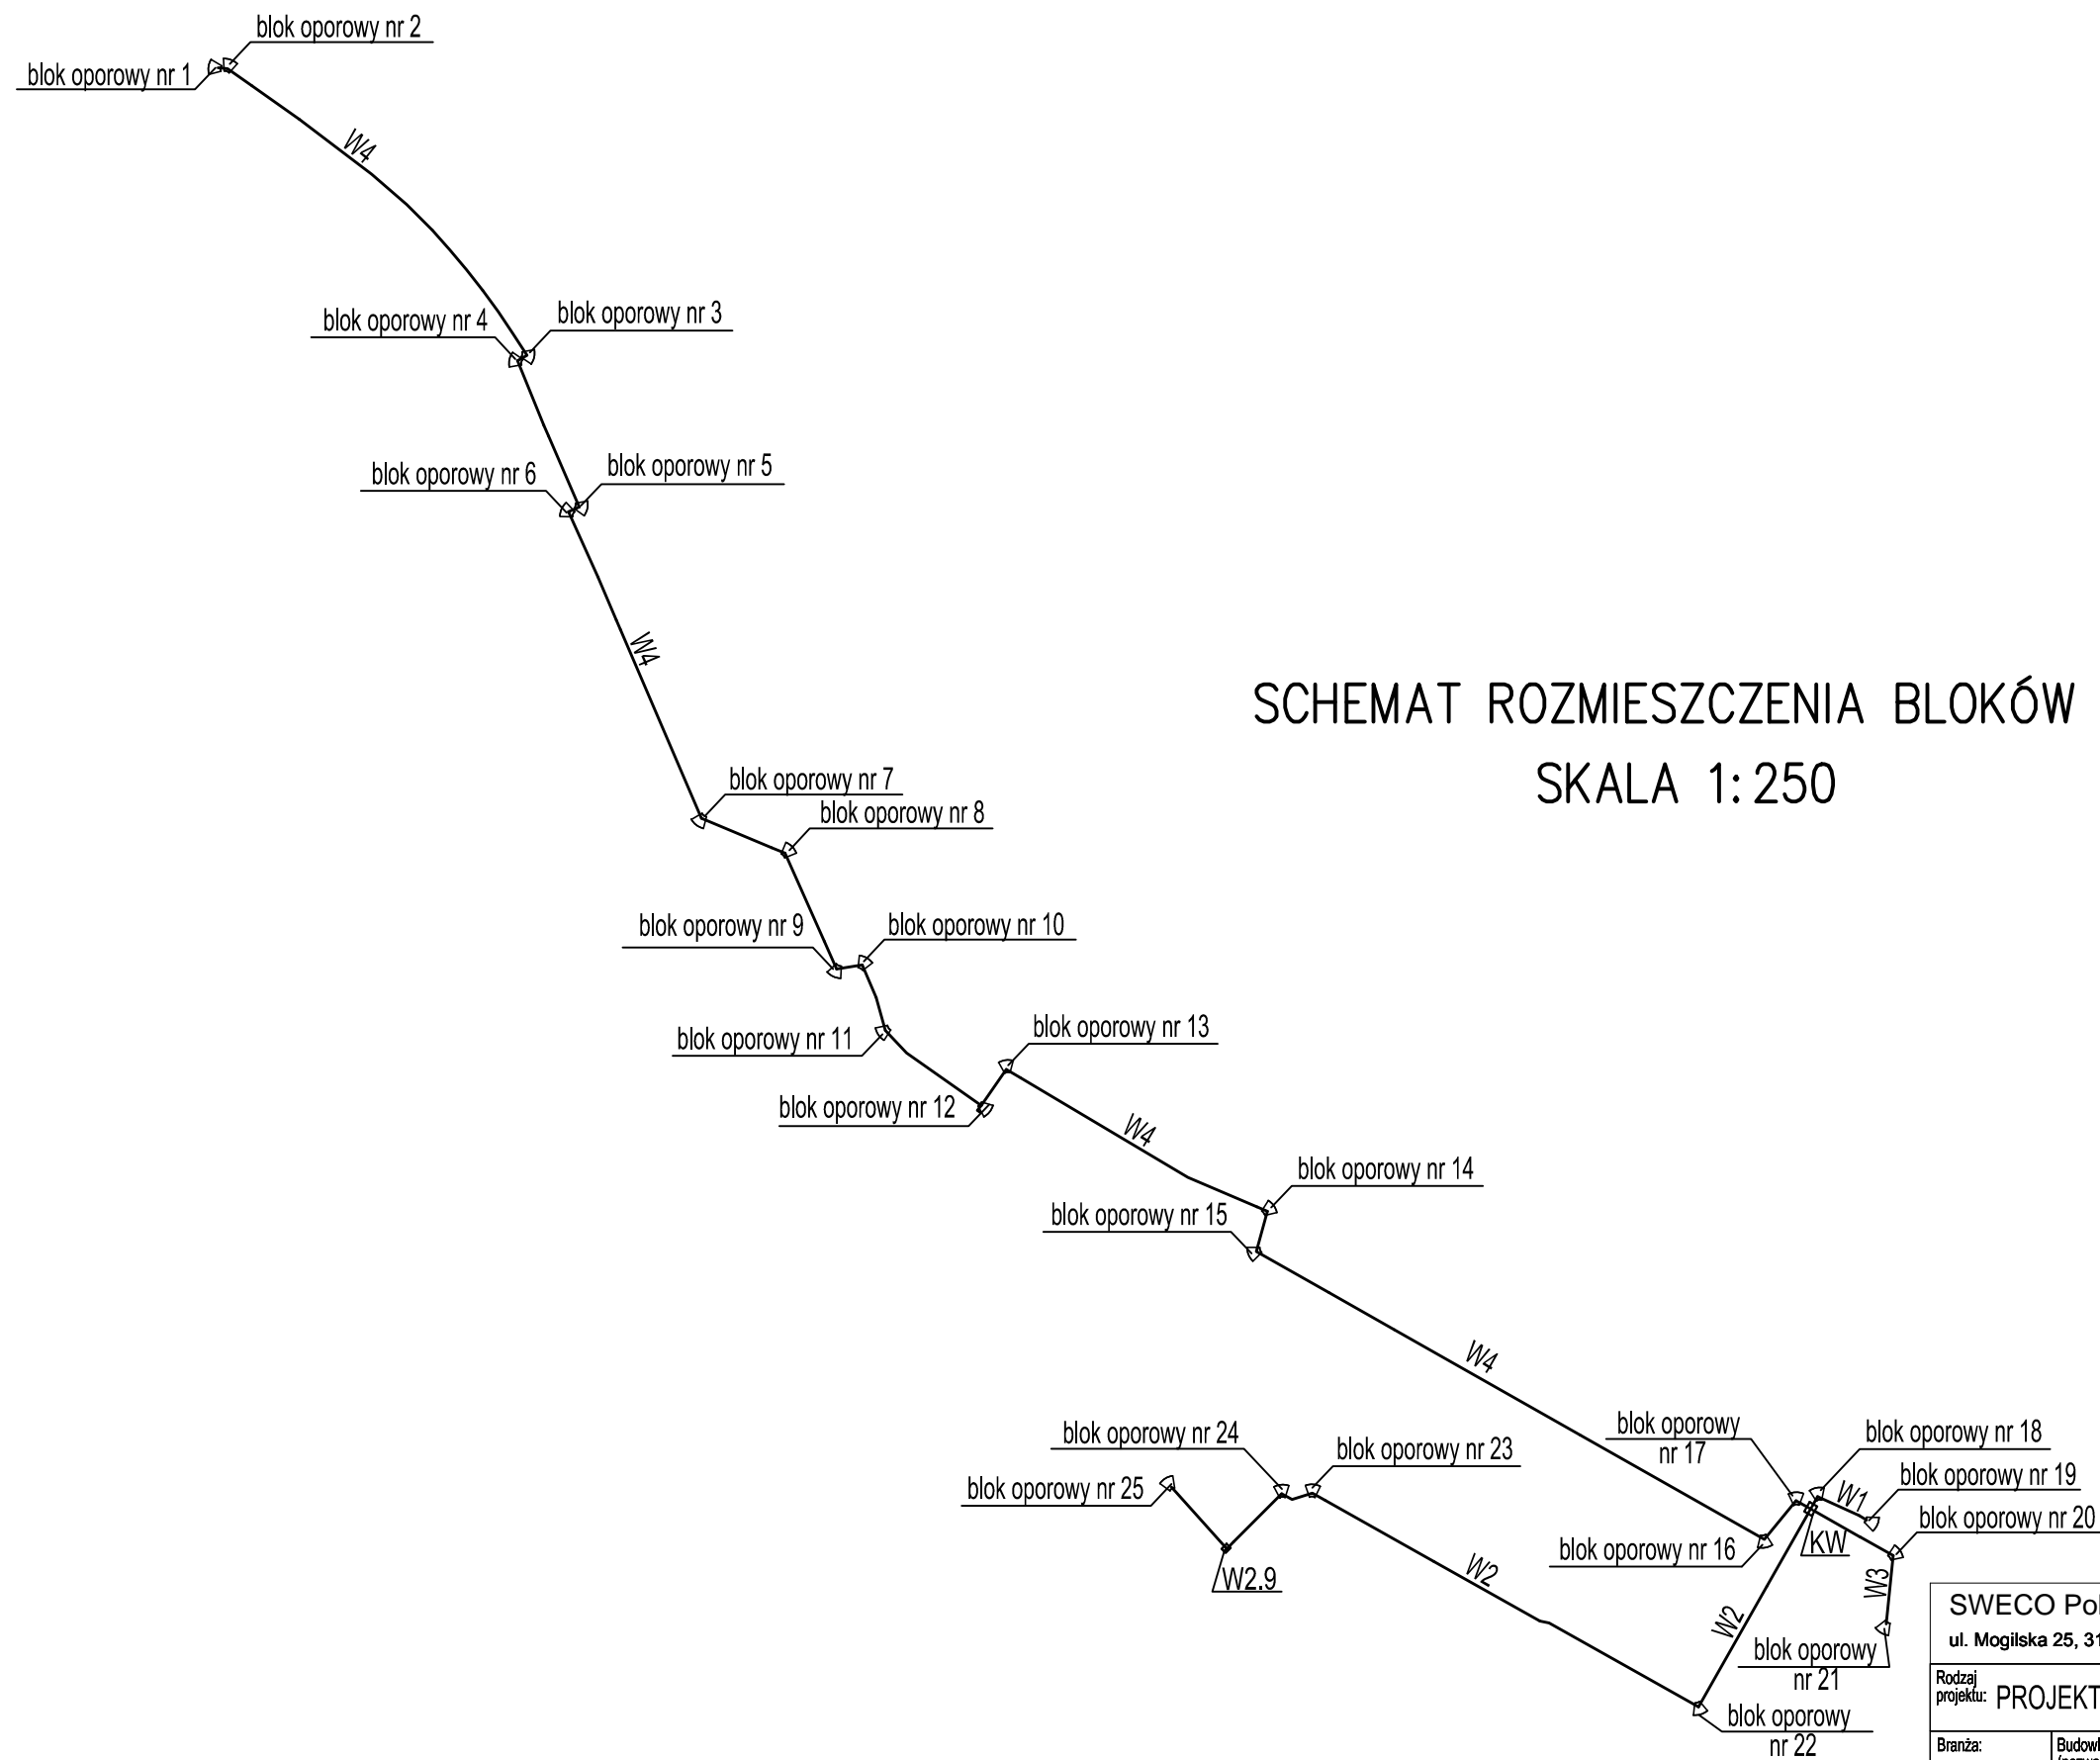 blok oporowy nr 2
blok oporowy nr 1
W4
blok oporowy nr 3
blok oporowy nr 4
blok oporowy nr 5
blok oporowy nr 6
W4
SCHEMAT ROZMIESZCZENIA BLOKÓW
SKALA 1:250
blok oporowy nr 7
blok oporowy nr 8
blok oporowy nr 9
blok oporowy nr 10
blok oporowy nr 11
blok oporowy nr 13
blok oporowy nr 12
W4
blok oporowy nr 14
blok oporowy nr 15
W4
blok oporowy nr 24
blok oporowy nr 23
blok oporowy
nr 17
blok oporowy nr 18
blok oporowy nr 25
blok oporowy nr 19
W1
blok oporowy nr 20
blok oporowy nr 16
KW
W2.9
W2
W3
W2
blok oporowy
nr 21
blok oporowy
nr 22
SWECO Pol
ul. Mogilska 25, 31
Rodzaj
projektu: PROJEKT
Branża:
Budowl